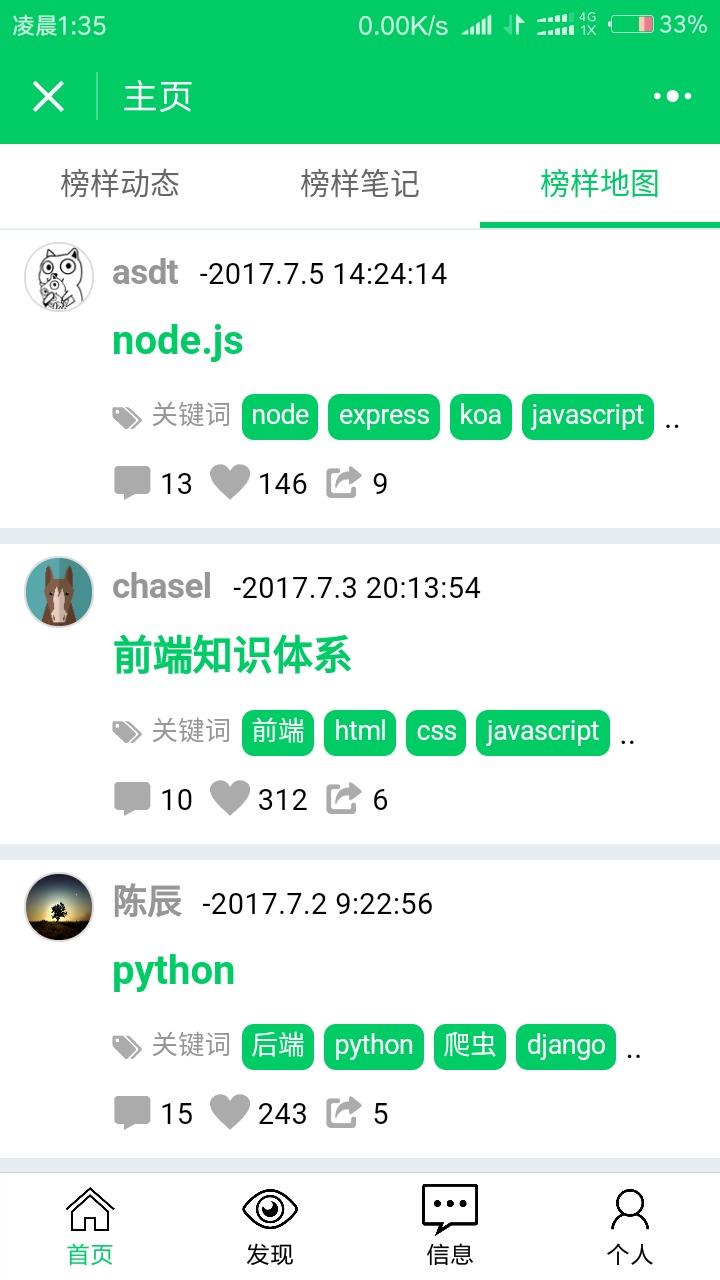 凌晨1:35 0.00K/s 4G 1X 33%
主页
榜样动态 榜样笔记 榜样地图
asdt -2017.7.5 14:24:14
node.js
关键词 node express koa javascript ..
13 146 9
chasel -2017.7.3 20:13:54
前端知识体系
关键词 前端 html css javascript ..
10 312 6
陈辰 -2017.7.2 9:22:56
python
关键词 后端 python 爬虫 django ..
15 243 5
首页 发现 信息 个人